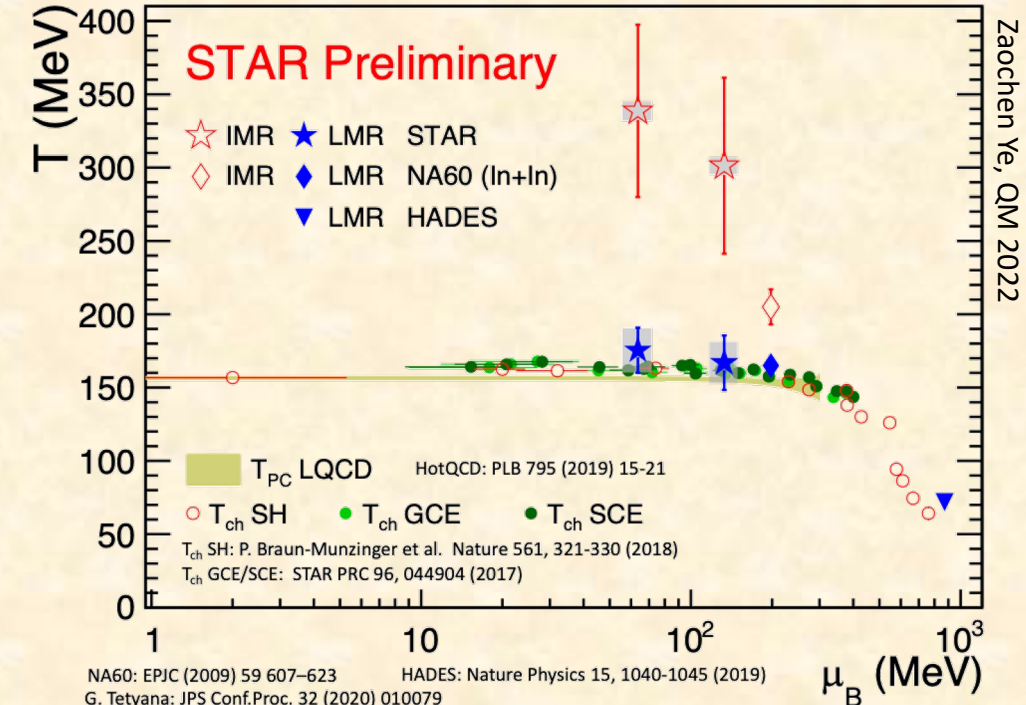 400
350
300
250
200
150
100
50
0
T (MeV)
STAR Preliminary
IMR LMR STAR
IMR LMR NA60 (In+In)
LMR HADES
T_PC LQCD HotQCD: PLB 795 (2019) 15-21
T_ch SH T_ch GCE T_ch SCE
T_ch SH: P. Braun-Munzinger et al. Nature 561, 321-330 (2018)
T_ch GCE/SCE: STAR PRC 96, 044904 (2017)
1 10 10² 10³
μ_B (MeV)
NA60: EPJC (2009) 59 607–623 HADES: Nature Physics 15, 1040-1045 (2019)
G. Tetyana: JPS Conf.Proc. 32 (2020) 010079
Zaochen Ye, QM 2022